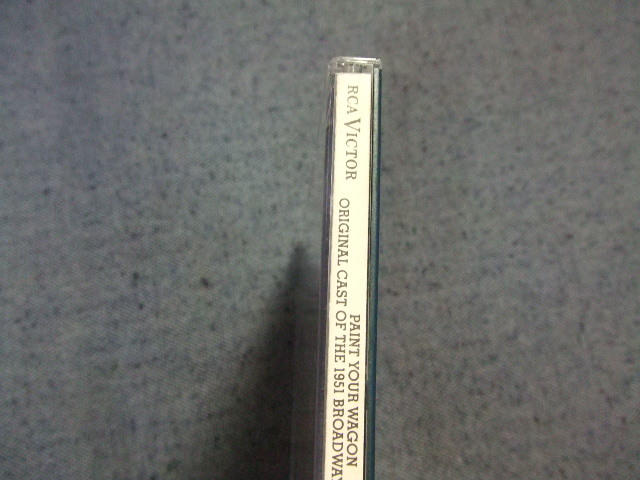 RCA VICTOR
PAINT YOUR WAGON
ORIGINAL CAST OF THE 1951 BROADWAY